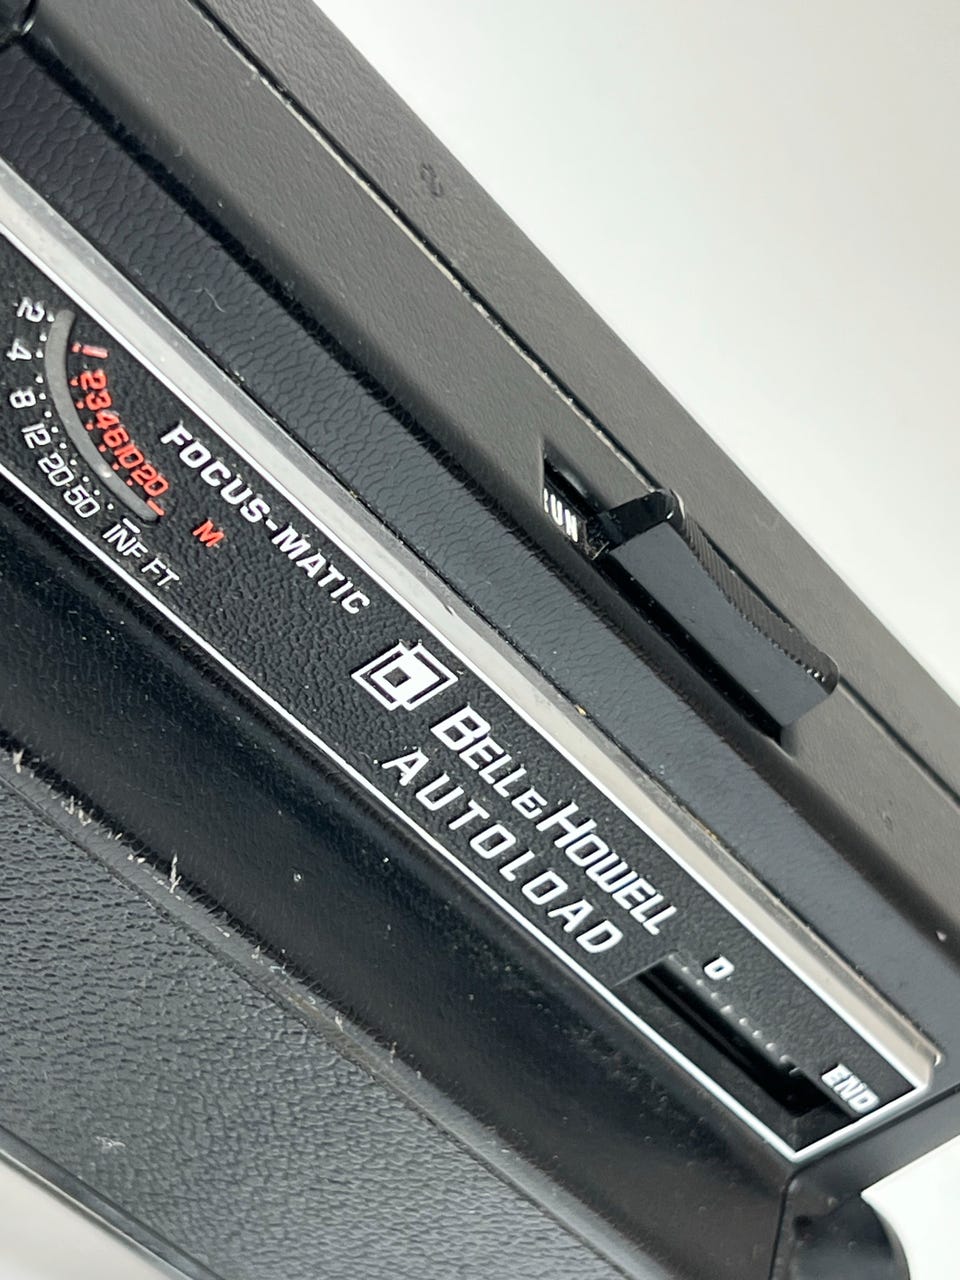 1 2 3 4 6 10 20 M
2 4 8 12 20 50 INF FT
FOCUS-MATIC
BELL & HOWELL
AUTOLOAD
0
END